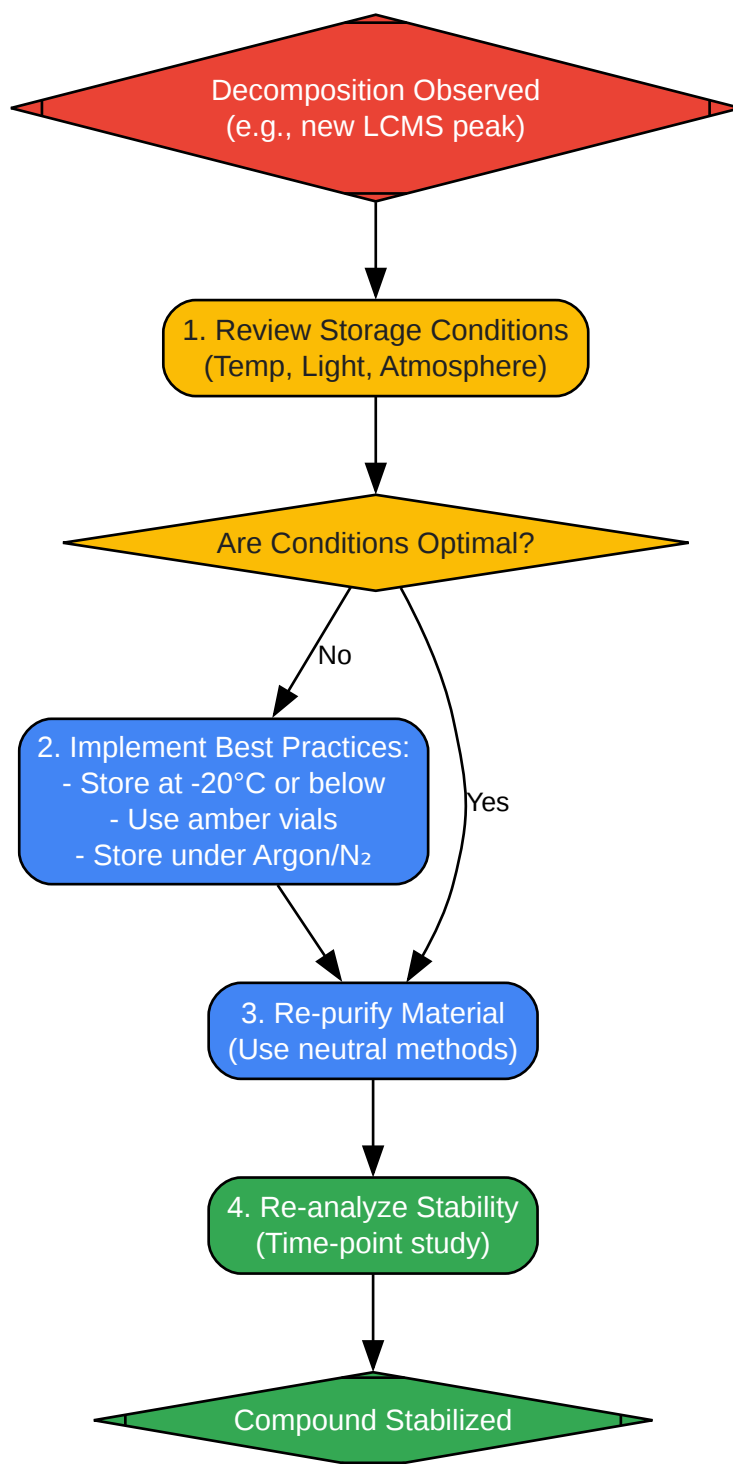 Decomposition Observed
(e.g., new LCMS peak)
1. Review Storage Conditions
(Temp, Light, Atmosphere)
Are Conditions Optimal?
No
2. Implement Best Practices:
- Store at -20°C or below
- Use amber vials
- Store under Argon/N₂
Yes
3. Re-purify Material
(Use neutral methods)
4. Re-analyze Stability
(Time-point study)
Compound Stabilized